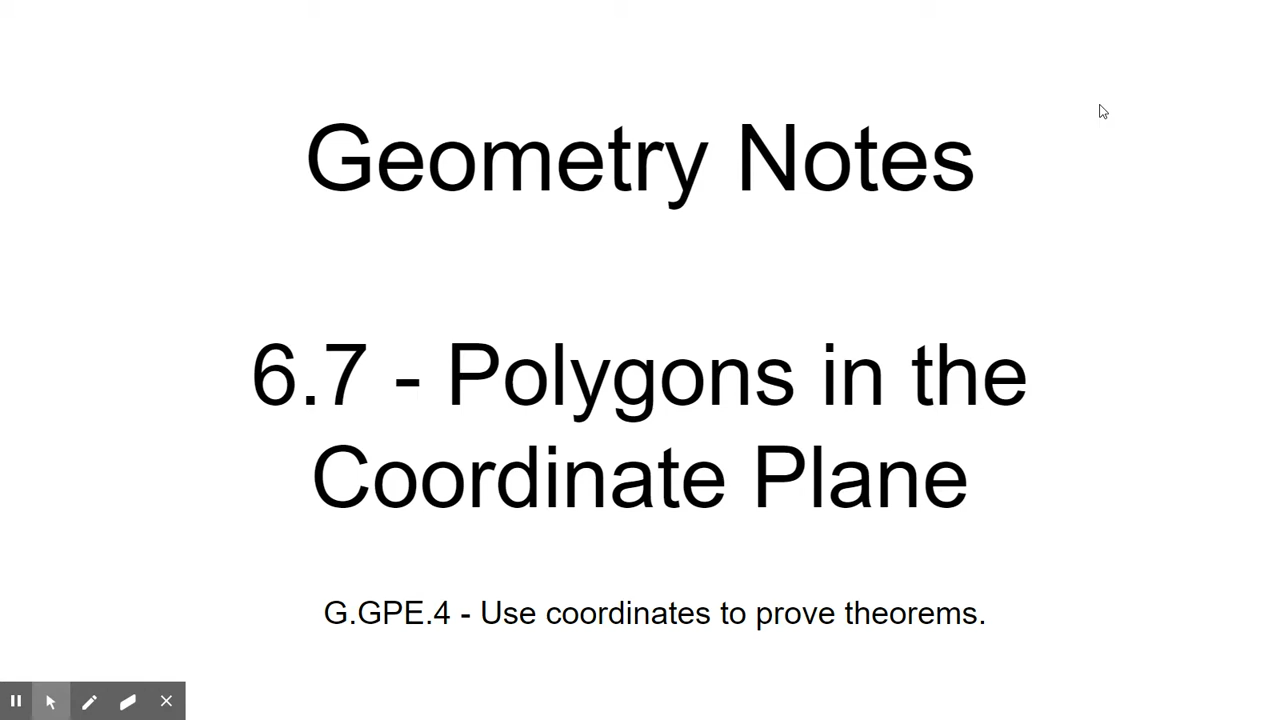 Geometry Notes
6.7 - Polygons in the
Coordinate Plane
G.GPE.4 - Use coordinates to prove theorems.